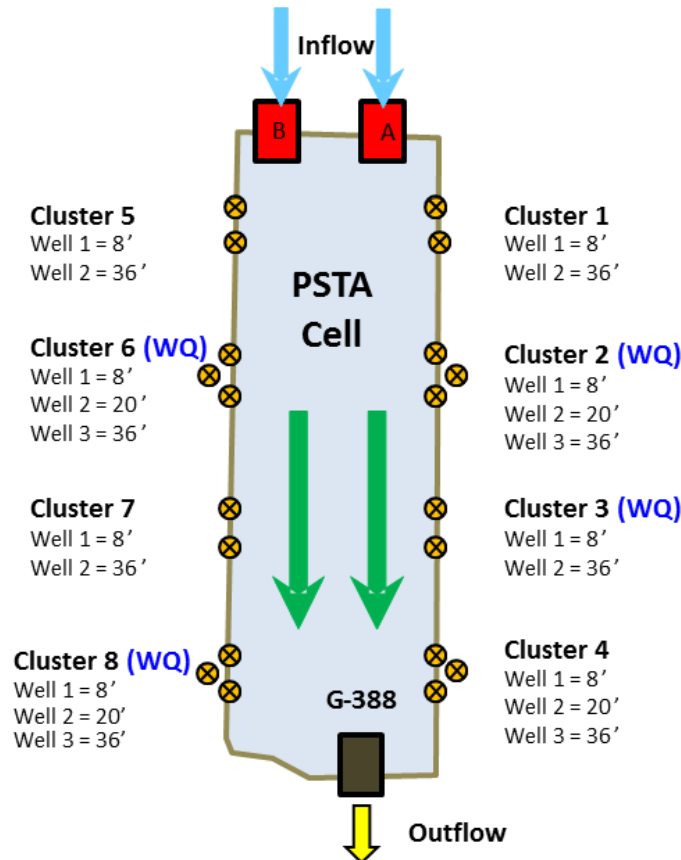 Inflow
B
A
Cluster 5
Well 1 = 8’
Well 2 = 36’
Cluster 1
Well 1 = 8’
Well 2 = 36’
PSTA
Cell
Cluster 6 (WQ)
Well 1 = 8’
Well 2 = 20’
Well 3 = 36’
Cluster 2 (WQ)
Well 1 = 8’
Well 2 = 20’
Well 3 = 36’
Cluster 7
Well 1 = 8’
Well 2 = 36’
Cluster 3 (WQ)
Well 1 = 8’
Well 2 = 36’
Cluster 8 (WQ)
Well 1 = 8’
Well 2 = 20’
Well 3 = 36’
Cluster 4
Well 1 = 8’
Well 2 = 20’
Well 3 = 36’
G-388
Outflow